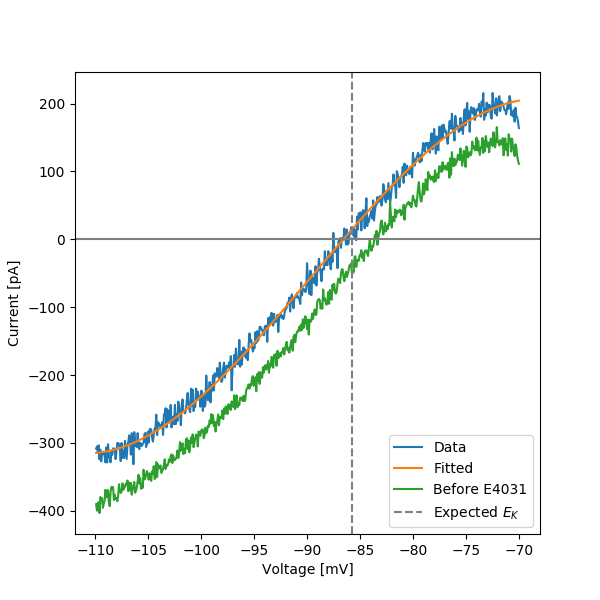 200
100
0
−100
−200
−300
−400
Current [pA]
−110
−105
−100
−95
−90
−85
−80
−75
−70
Voltage [mV]
Data
Fitted
Before E4031
Expected E_K